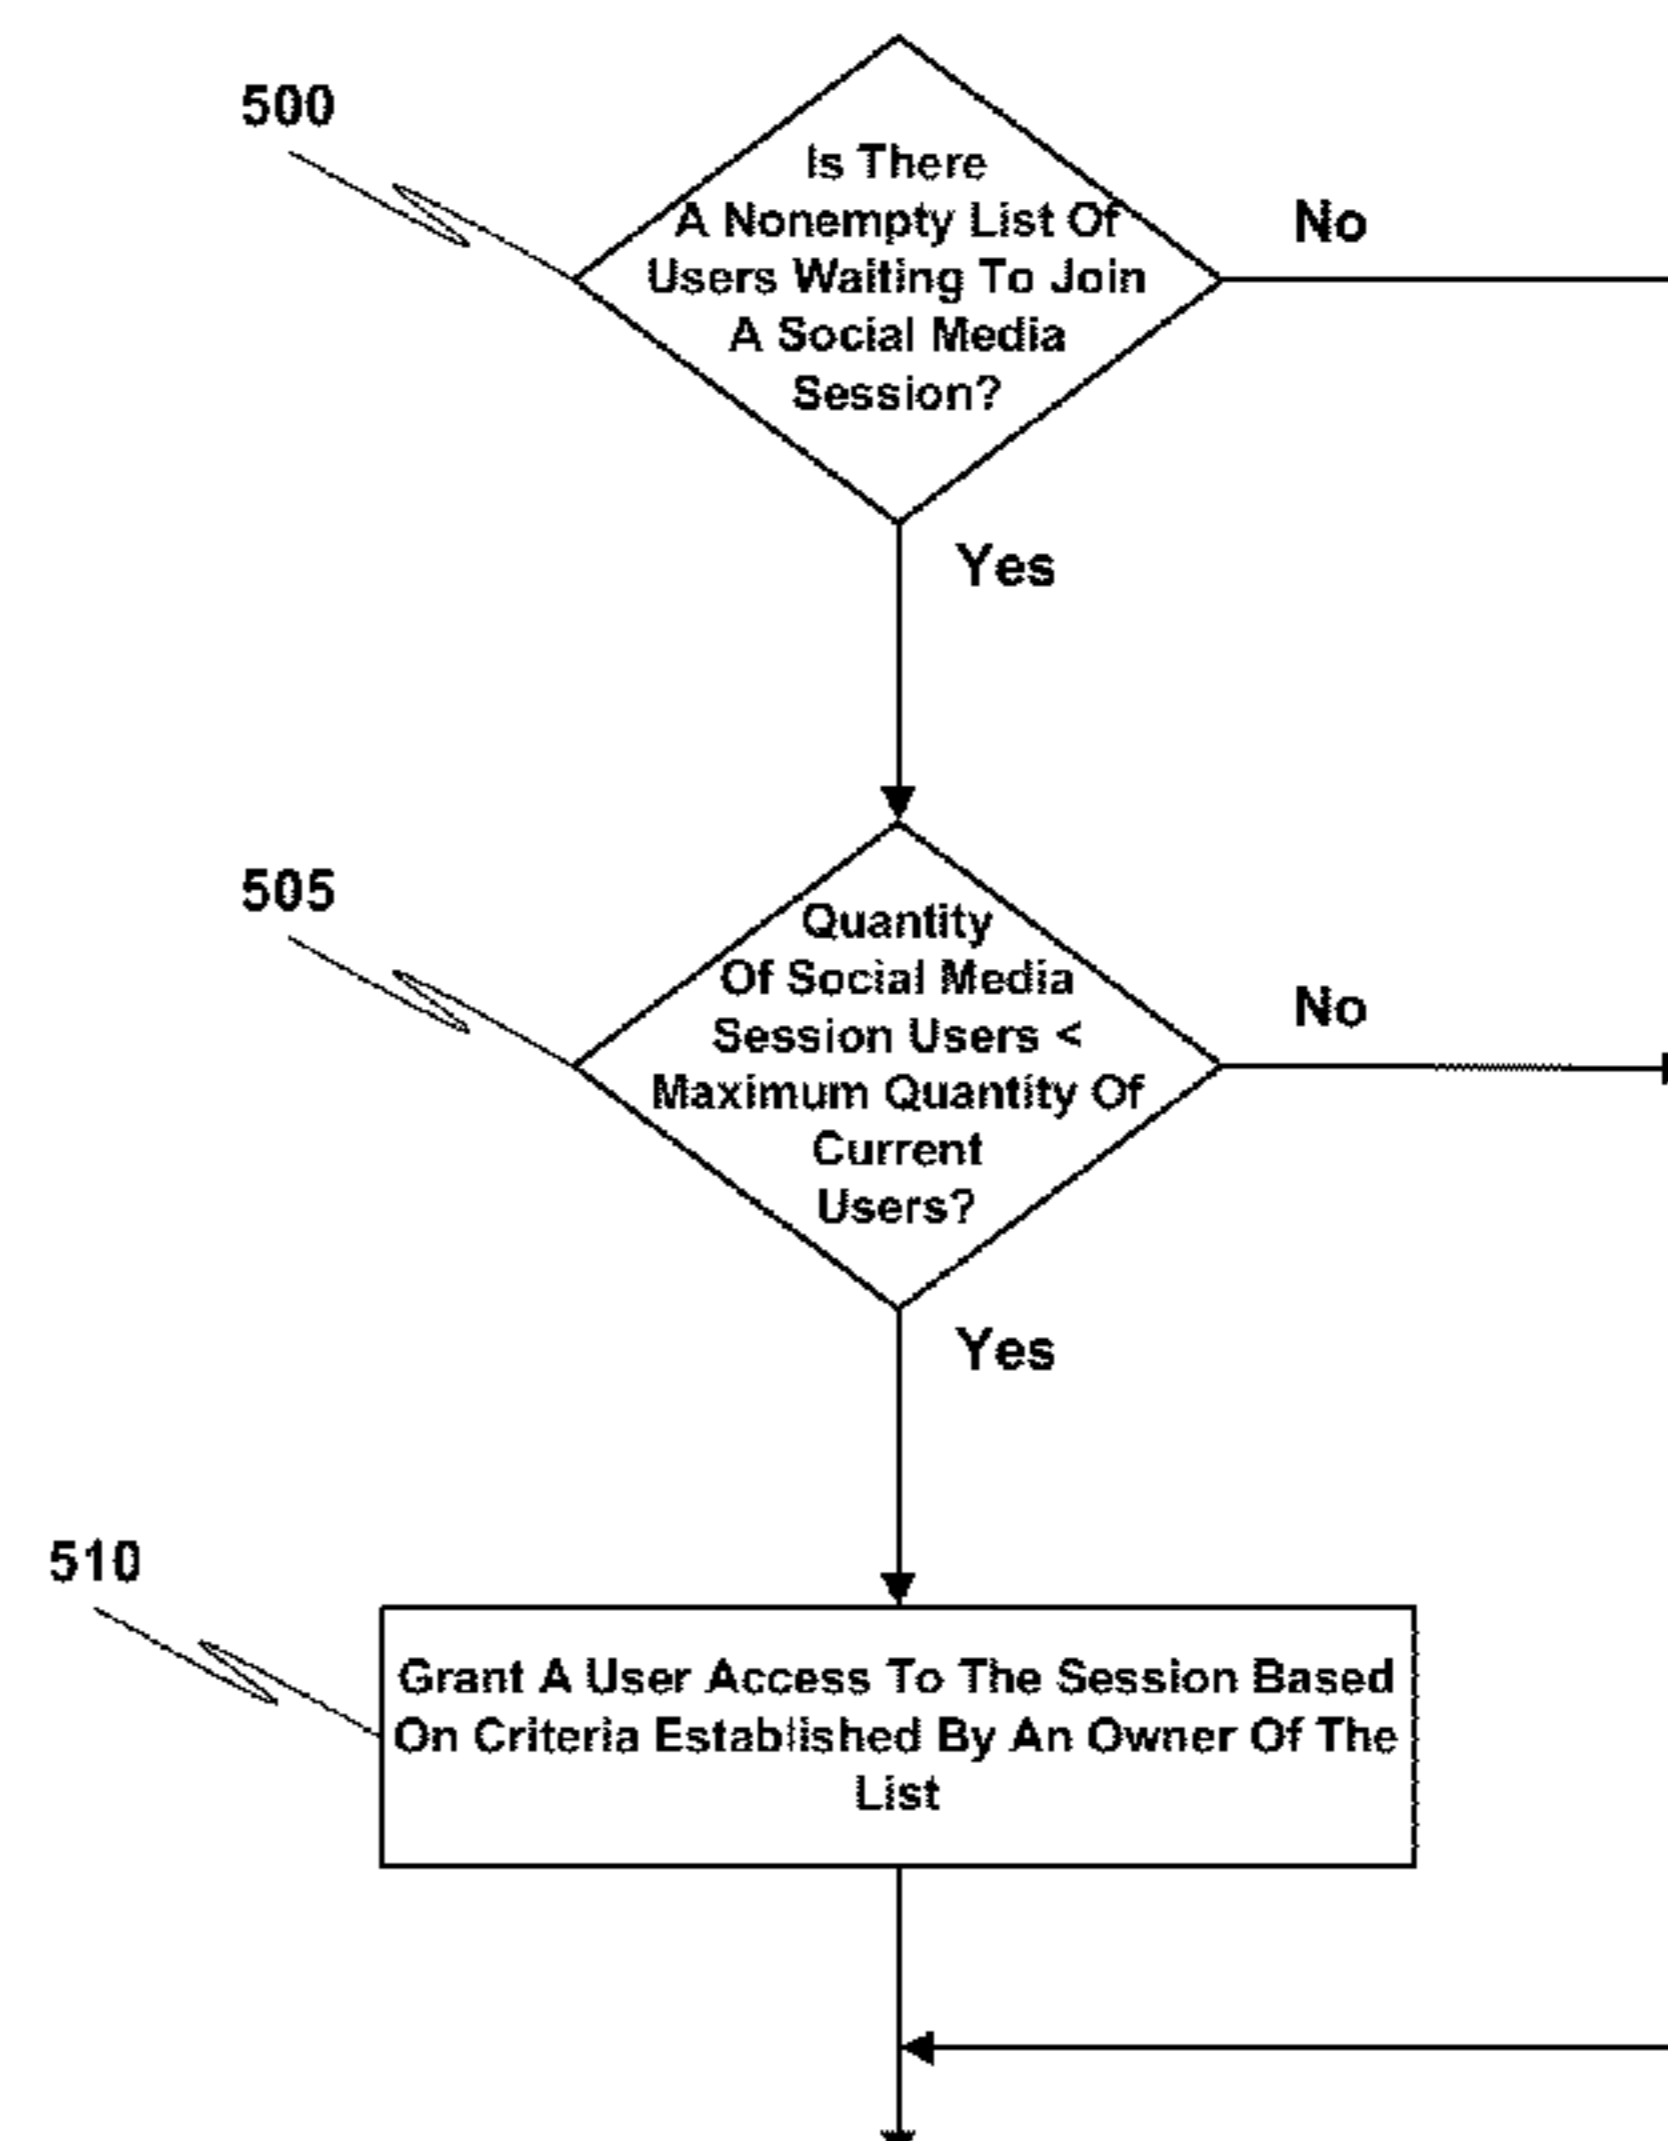 500
Is There
A Nonempty List Of
Users Waiting To Join
A Social Media
Session?
No
Yes
505
Quantity
Of Social Media
Session Users <
Maximum Quantity Of
Current
Users?
No
Yes
510
Grant A User Access To The Session Based
On Criteria Established By An Owner Of The
List